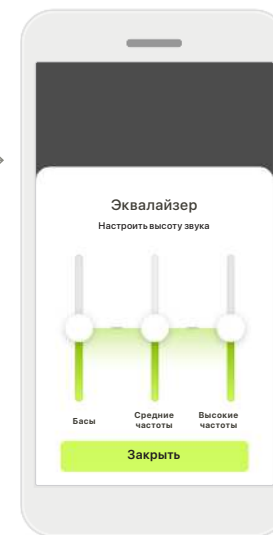 Эквалайзер
Настроить высоту звука
Басы
Средние
частоты
Высокие
частоты
Закрыть